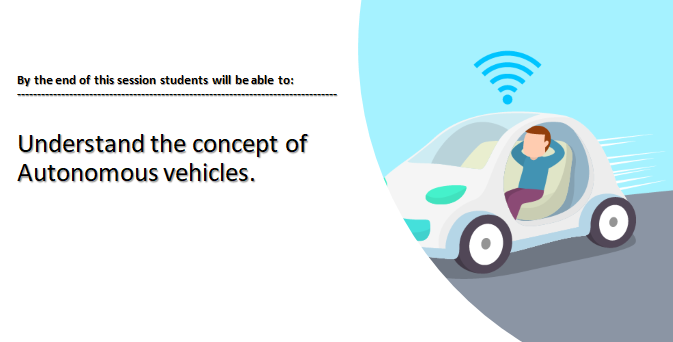 By the end of this session students will be able to:
--------------------------------------------------------------------------------
Understand the concept of
Autonomous vehicles.